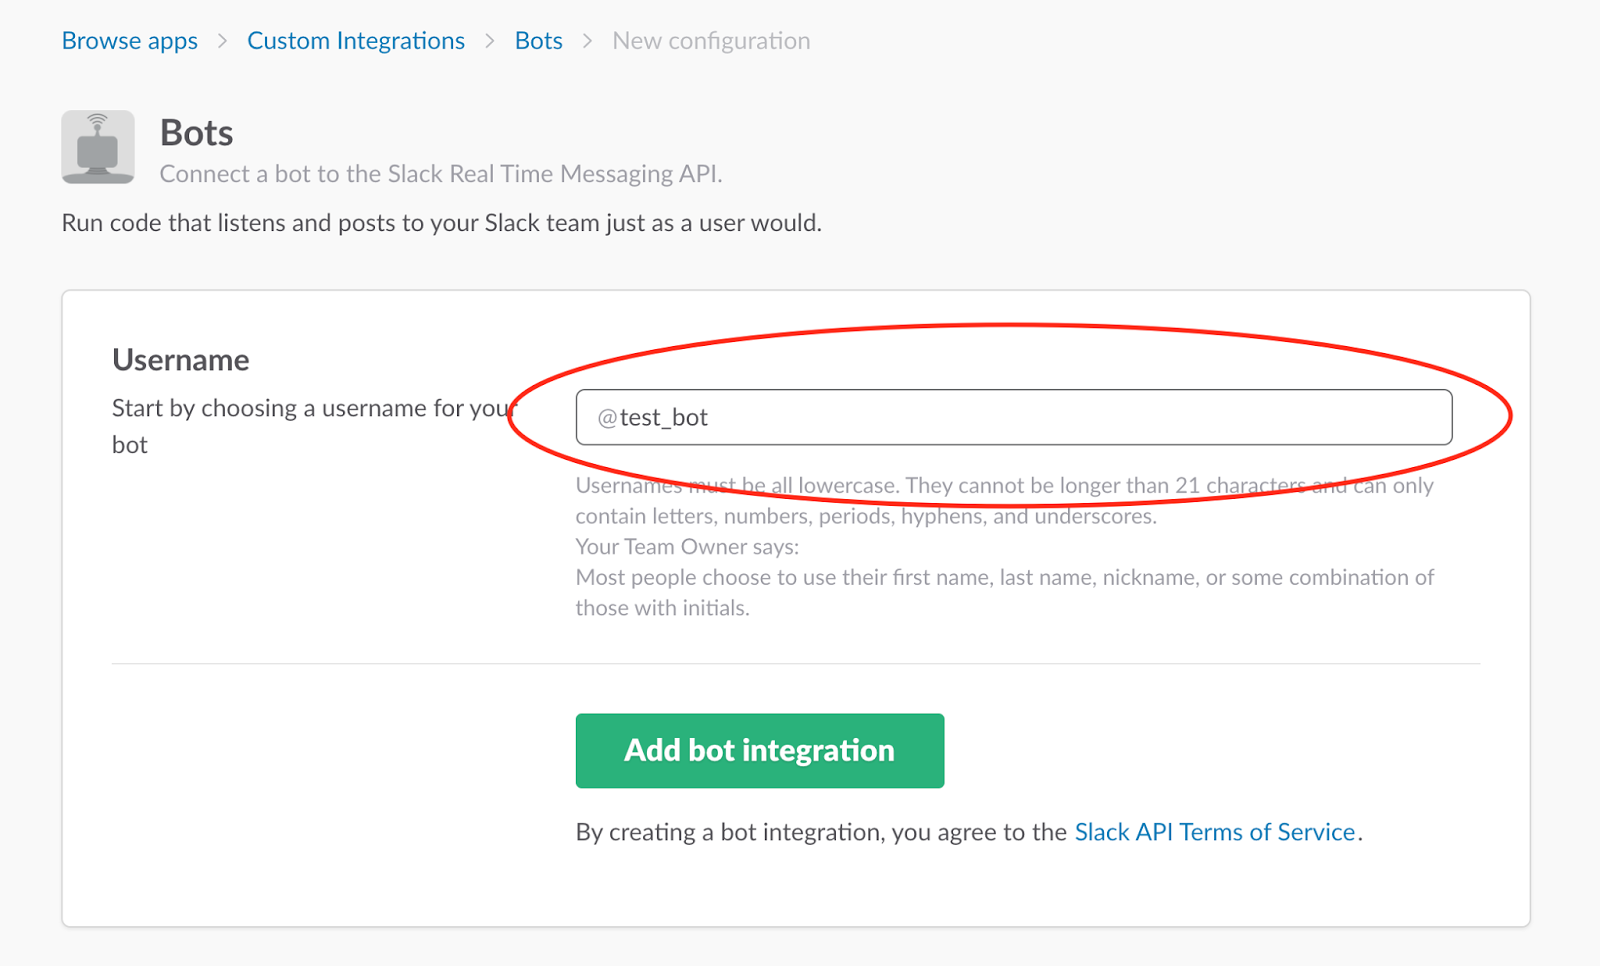 Browse apps > Custom Integrations > Bots > New configuration
Bots
Connect a bot to the Slack Real Time Messaging API.
Run code that listens and posts to your Slack team just as a user would.
Username
Start by choosing a username for your
bot
@test_bot
Usernames must be all lowercase. They cannot be longer than 21 characters and can only
contain letters, numbers, periods, hyphens, and underscores.
Your Team Owner says:
Most people choose to use their first name, last name, nickname, or some combination of
those with initials.
Add bot integration
By creating a bot integration, you agree to the Slack API Terms of Service.